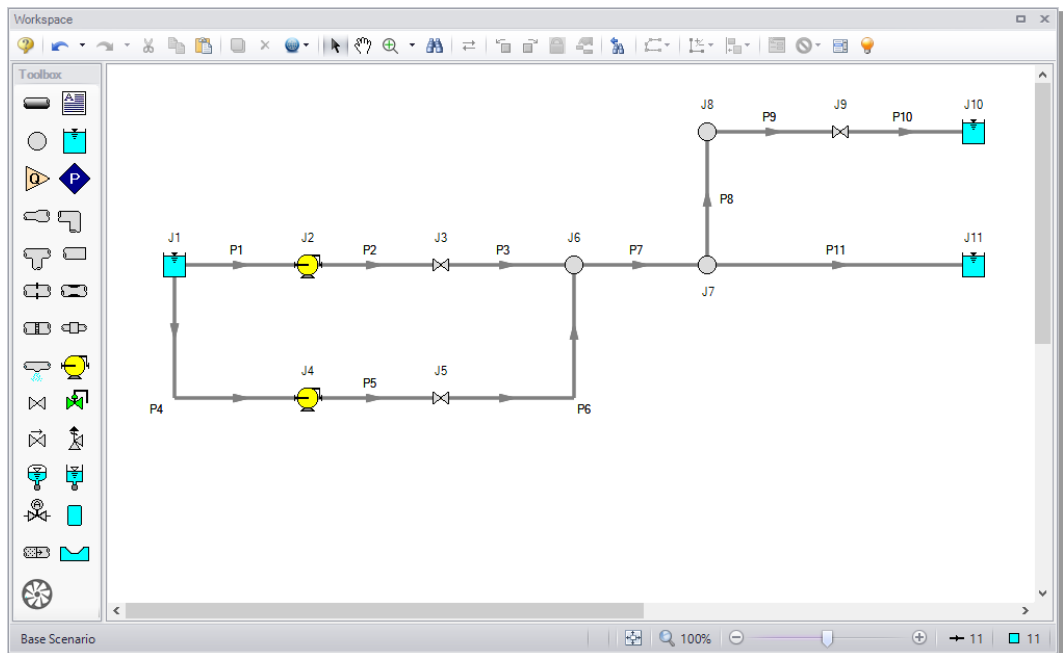 Workspace
Toolbox
A
Q
P
J8
P9
J9
P10
J10
P8
J1
P1
J2
P2
J3
P3
J6
P7
J7
P11
J11
P4
J4
P5
J5
P6
A
Base Scenario
100%
11
11